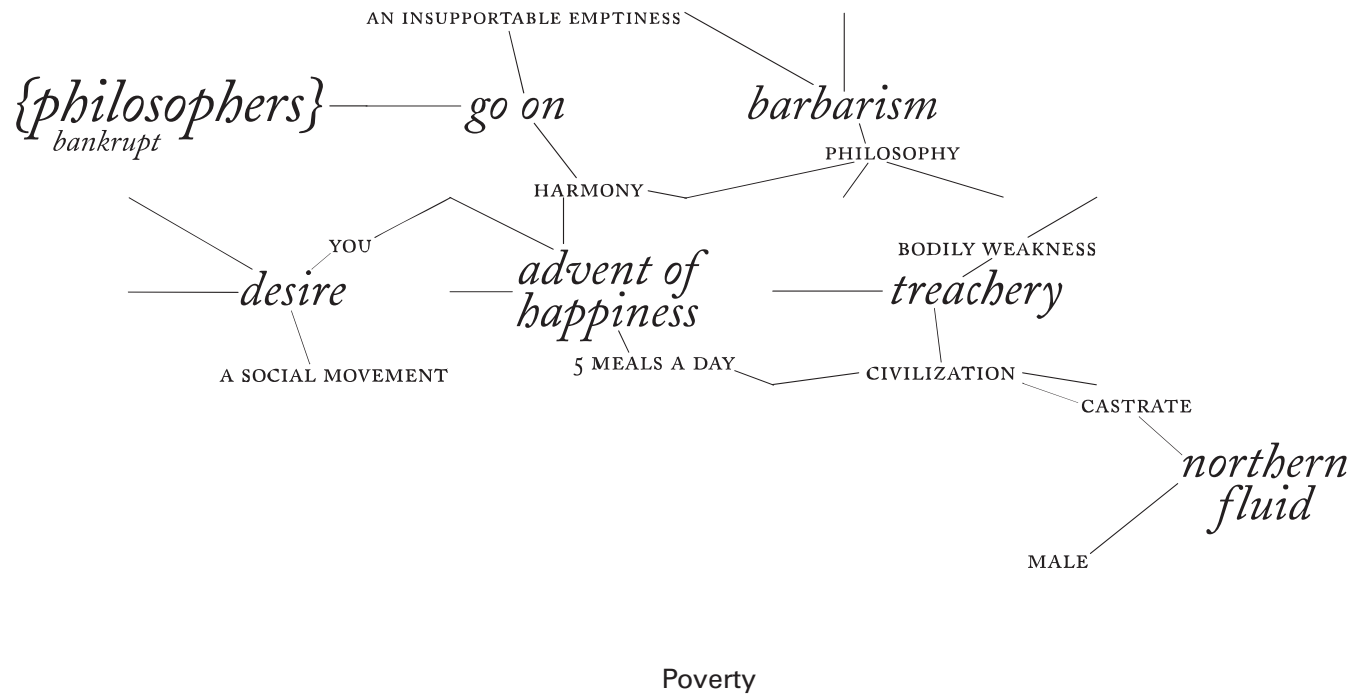 AN INSUPPORTABLE EMPTINESS
{philosophers}
bankrupt
go on
barbarism
PHILOSOPHY
HARMONY
YOU
desire
A SOCIAL MOVEMENT
advent of
happiness
5 MEALS A DAY
BODILY WEAKNESS
treachery
CIVILIZATION
CASTRATE
northern
fluid
MALE
Poverty